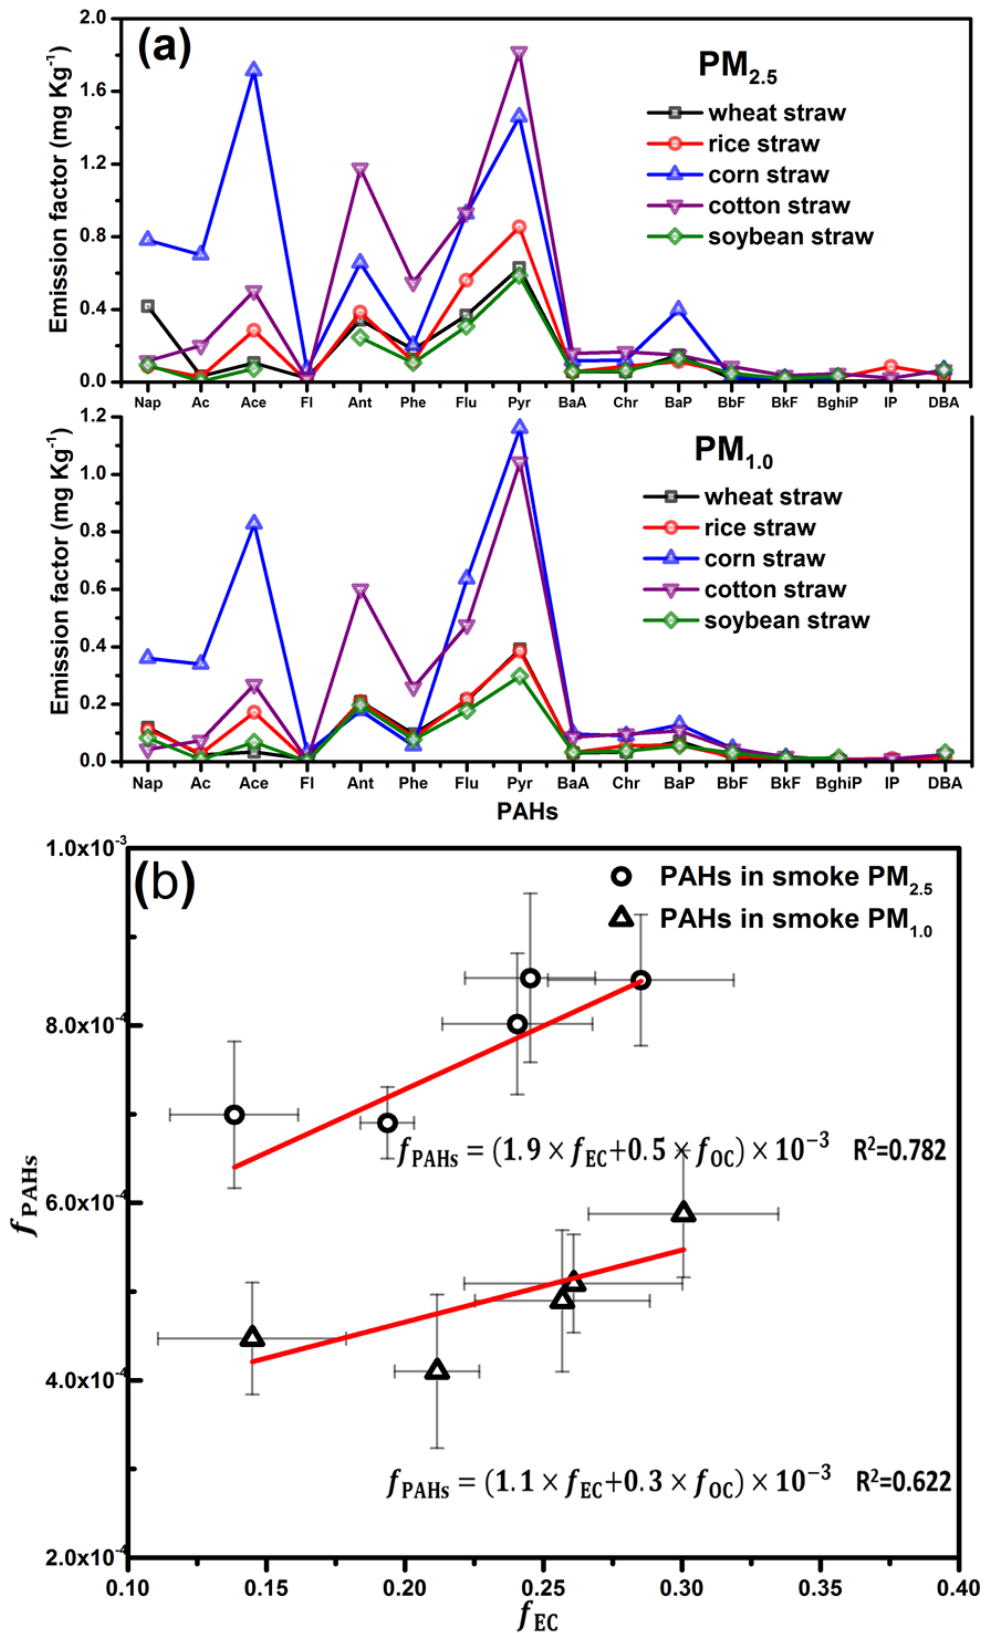 (a)
PM2.5
wheat straw
rice straw
corn straw
cotton straw
soybean straw
Emission factor (mg Kg-1)
2.0
1.6
1.2
0.8
0.4
0.0
Nap Ac Ace Fl Ant Phe Flu Pyr BaA Chr BaP BbF BkF BghiP IP DBA
PM1.0
wheat straw
rice straw
corn straw
cotton straw
soybean straw
Emission factor (mg Kg-1)
1.2
1.0
0.8
0.6
0.4
0.2
0.0
Nap Ac Ace Fl Ant Phe Flu Pyr BaA Chr BaP BbF BkF BghiP IP DBA
PAHs
(b)
PAHs in smoke PM2.5
PAHs in smoke PM1.0
1.0x10-3
8.0x10-4
6.0x10-4
4.0x10-4
2.0x10-4
fPAHs
fPAHs = (1.9 × fEC+0.5 × fOC) × 10−3 R2=0.782
fPAHs = (1.1 × fEC+0.3 × fOC) × 10−3 R2=0.622
0.10 0.15 0.20 0.25 0.30 0.35 0.40
fEC